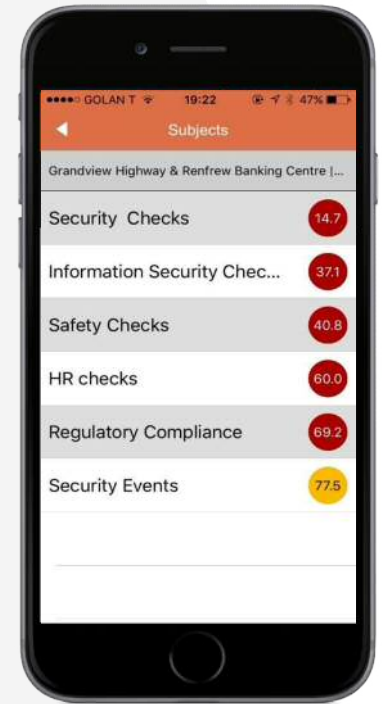 GOLAN T 19:22 47%
Subjects
Grandview Highway & Renfrew Banking Centre |...
Security Checks 14.7
Information Security Chec... 37.1
Safety Checks 40.8
HR checks 60.0
Regulatory Compliance 69.2
Security Events 77.5